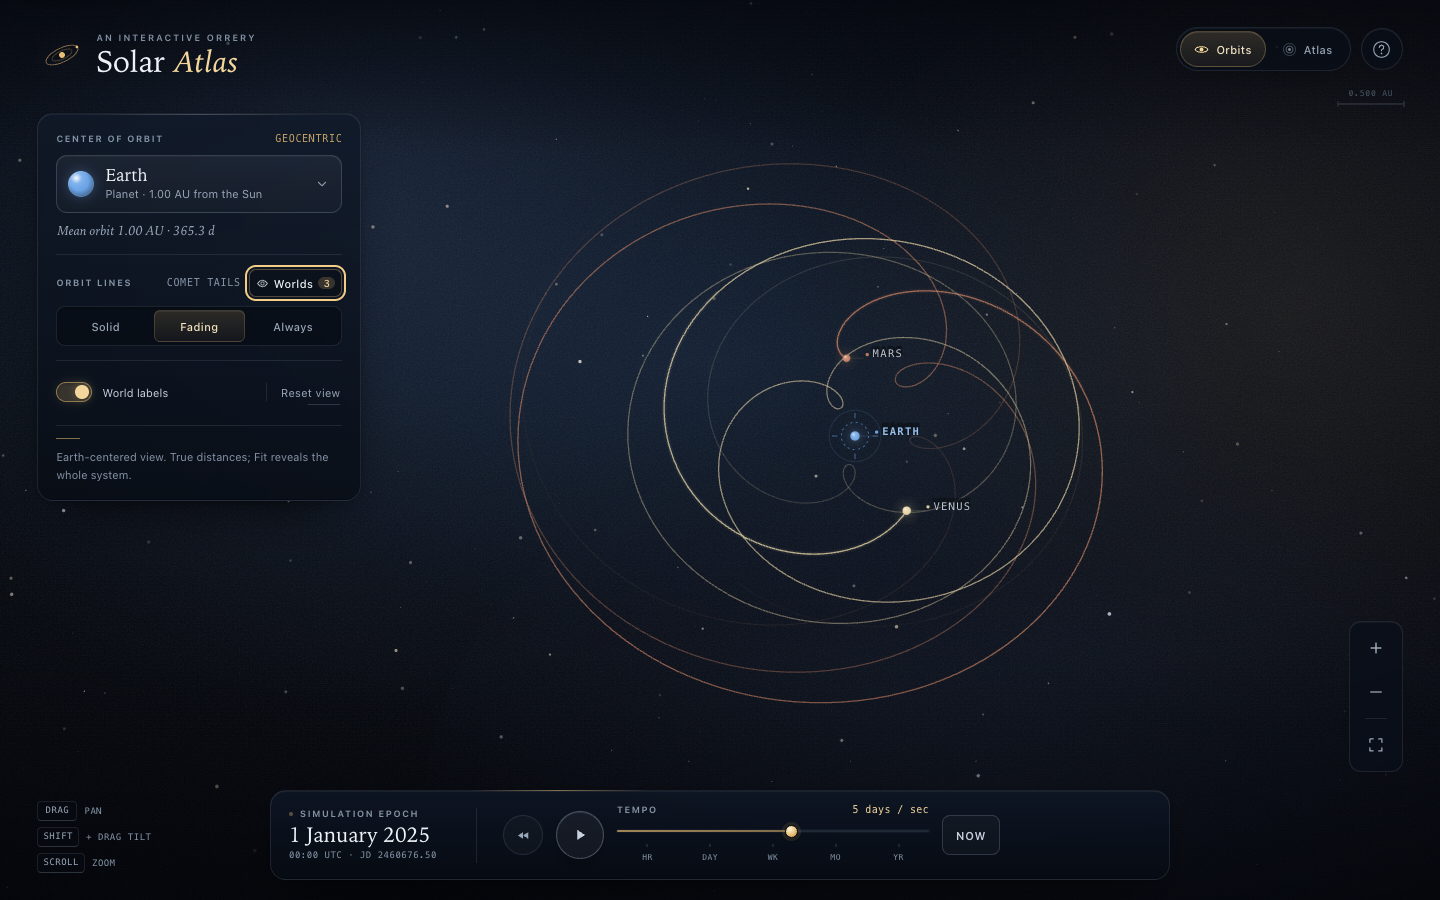 AN INTERACTIVE ORRERY
Solar Atlas
Orbits
Atlas
0.500 AU
CENTER OF ORBIT
GEOCENTRIC
Earth
Planet · 1.00 AU from the Sun
Mean orbit 1.00 AU · 365.3 d
ORBIT LINES
COMET TAILS
Worlds 3
Solid
Fading
Always
World labels
Reset view
Earth-centered view. True distances; Fit reveals the
whole system.
MARS
EARTH
VENUS
DRAG PAN
SHIFT + DRAG TILT
SCROLL ZOOM
SIMULATION EPOCH
1 January 2025
00:00 UTC · JD 2460676.50
TEMPO
5 days / sec
HR
DAY
WK
MO
YR
NOW